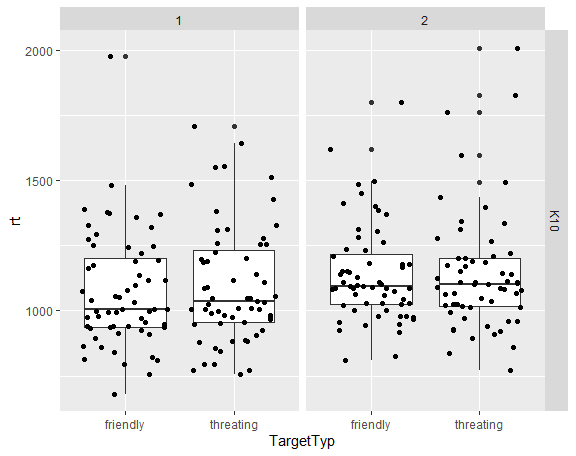 1 2
2000
1500
1000
rt
K10
friendly threating friendly threating
TargetTyp